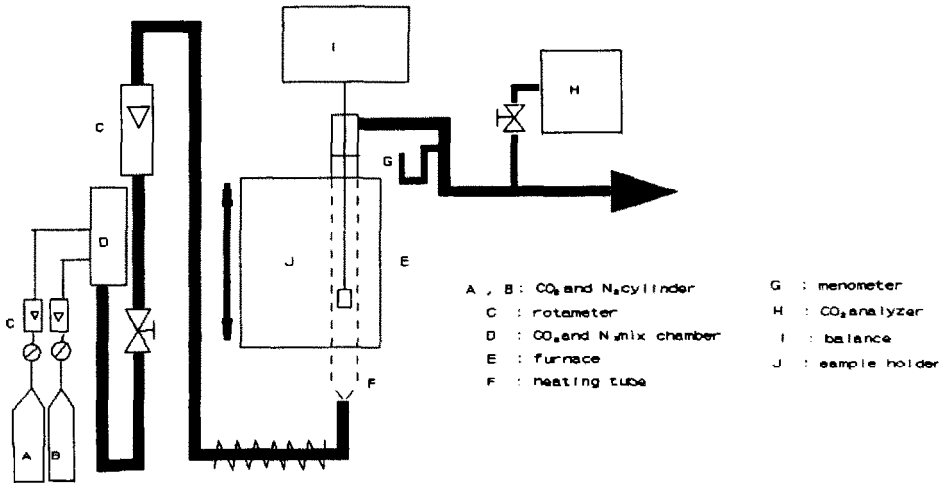 I
H
C
G
D
J
E
C
F
A
B
A , B : CO₂ and N₂ cylinder
C : rotameter
D : CO₂ and N₂ mix chamber
E : furnace
F : heating tube
G : menometer
H : CO₂ analyzer
I : balance
J : sample holder